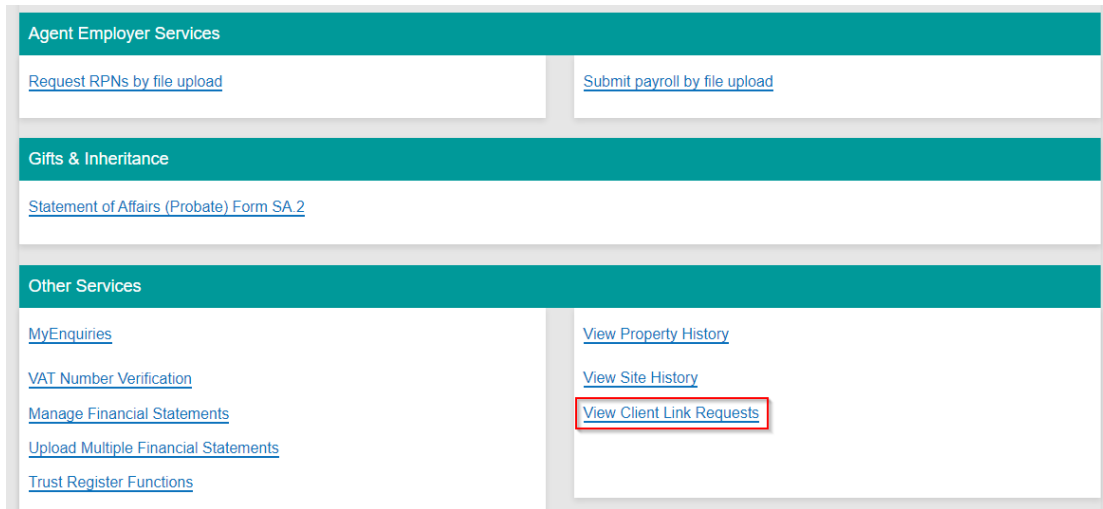 Agent Employer Services
Request RPNs by file upload
Submit payroll by file upload
Gifts & Inheritance
Statement of Affairs (Probate) Form SA.2
Other Services
MyEnquiries
VAT Number Verification
Manage Financial Statements
Upload Multiple Financial Statements
Trust Register Functions
View Property History
View Site History
View Client Link Requests